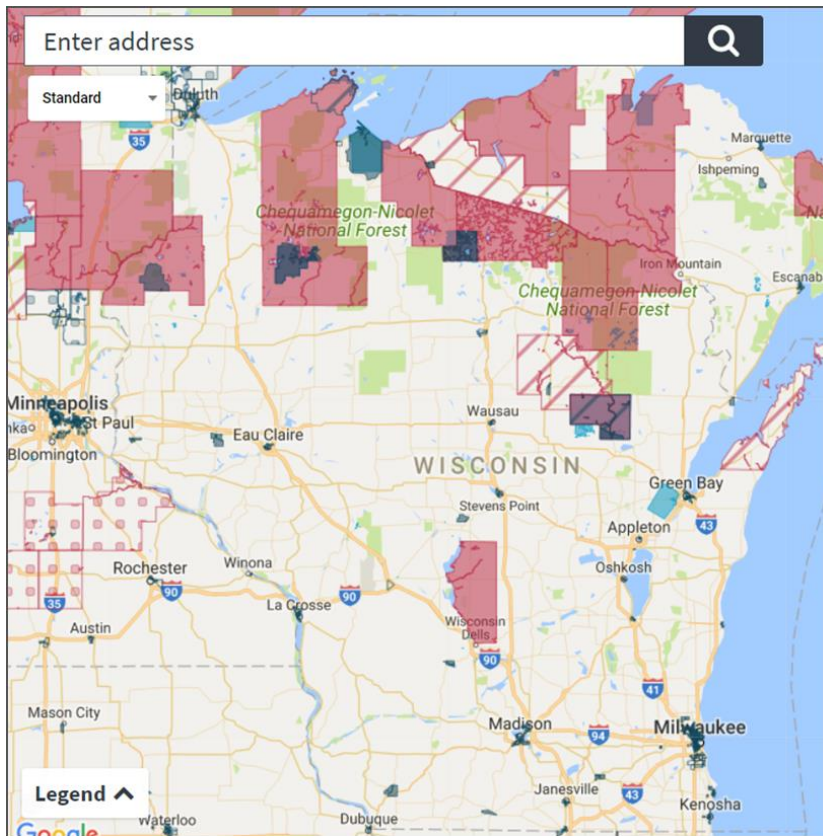 Enter address
Standard
Duluth
35
Marquette
Ishpeming
Chequamegon-Nicolet
National Forest
Iron Mountain
Escanaba
Chequamegon-Nicolet
National Forest
Minneapolis
St Paul
Bloomington
Wausau
Eau Claire
WISCONSIN
Green Bay
Stevens Point
43
Appleton
Rochester
Winona
Oshkosh
90
90
35
La Crosse
Austin
Wisconsin
Dells
90
41
Mason City
Madison
94
Milwaukee
Legend
Janesville
43
Kenosha
Google
Waterloo
Dubuque